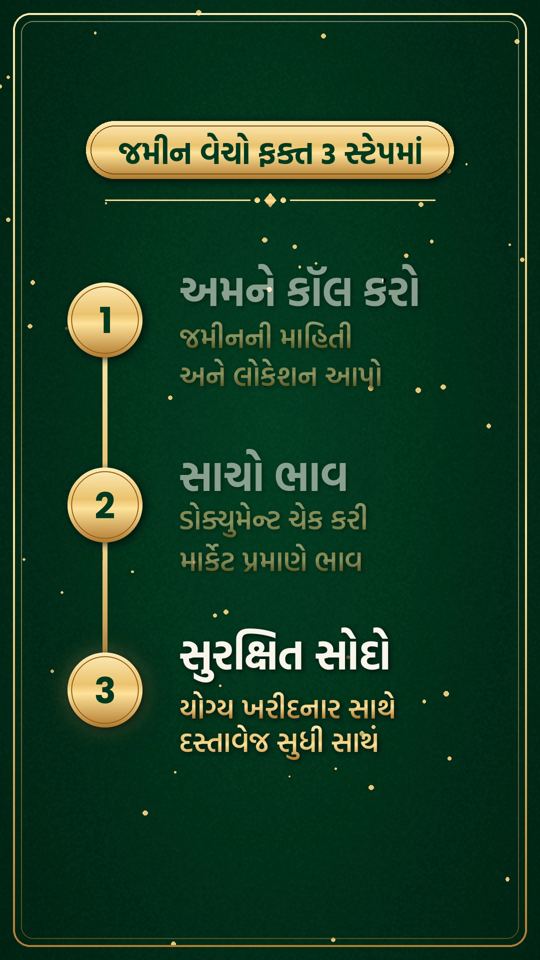 જમીન વેચો ફક્ત 3 સ્ટેપમાં
1
અમને કૉલ કરો
જમીનની માહિતી
અને લોકેશન આપો
2
સાચો ભાવ
ડોક્યુમેન્ટ ચેક કરી
માર્કેટ પ્રમાણે ભાવ
3
સુરક્ષિત સોદો
યોગ્ય ખરીદનાર સાથે
દસ્તાવેજ સુધી સાથં